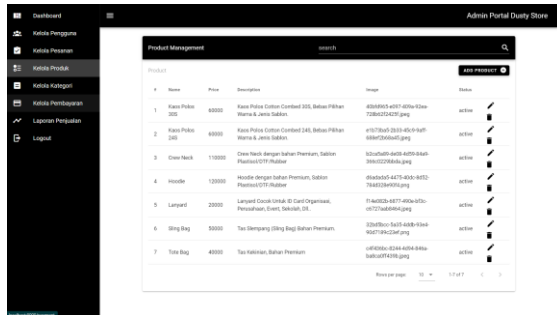 Dashboard
Admin Portal Dusty Store
Kelola Pengguna
Kelola Pesanan
Kelola Produk
Kelola Kategori
Kelola Pembayaran
Laporan Penjualan
Logout
Product Management
search
Product
ADD PRODUCT
# Name Price Description Image Status
1 Kaos Polos 30S 60000 Kaos Polos Cotton Combed 30S, Bebas Pilihan active
Warna & Jenis Sablon.
2 Kaos Polos 24S 60000 Kaos Polos Cotton Combed 24S, Bebas Pilihan active
Warna & Jenis Sablon.
3 Crew Neck 110000 Crew Neck dengan bahan Premium, Sablon active
Plastisol/DTF/Rubber
4 Hoodie 120000 Hoodie dengan bahan Premium, Sablon active
Plastisol/DTF/Rubber
5 Lanyard 20000 Lanyard Cocok Untuk ID Card Organisasi, active
Perusahaan, Event, Sekolah, Dll.
6 Sling Bag 50000 Tas Slempang (Sling Bag) Bahan Premium. active
7 Tote Bag 40000 Tas Kekinian, Bahan Premium active
Rows per page: 10 1-7 of 7